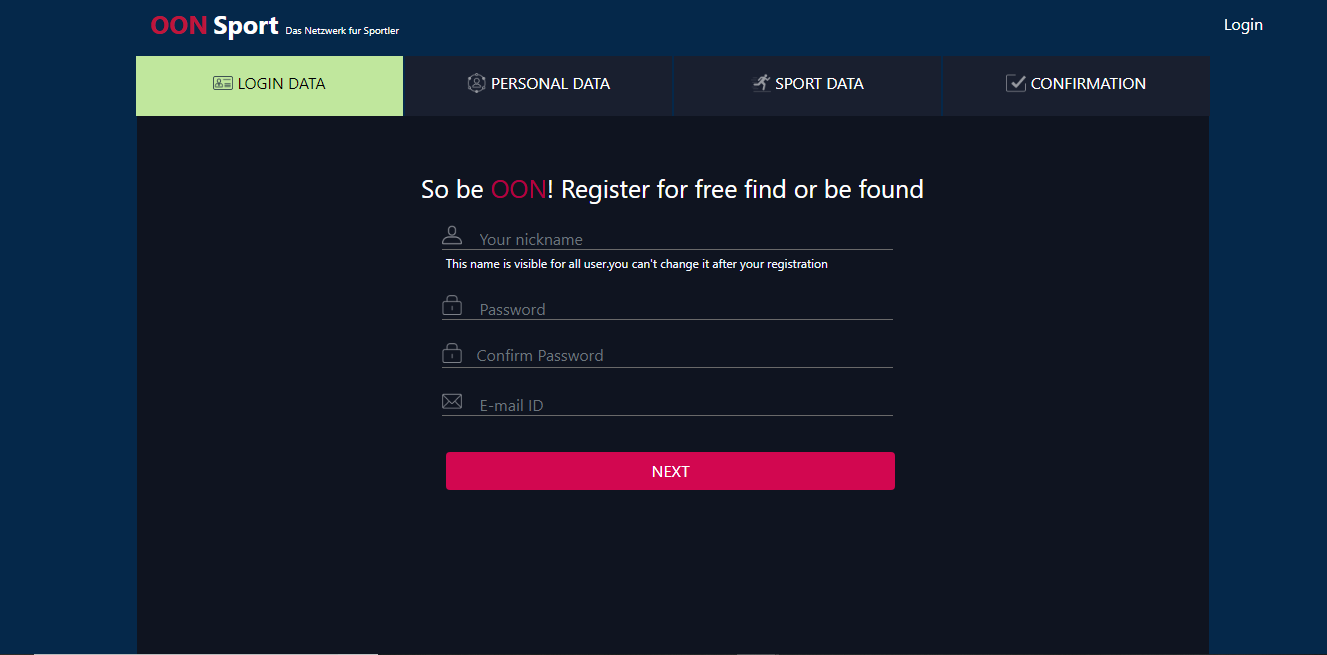 OON Sport Das Netzwerk fur Sportler
Login
LOGIN DATA
PERSONAL DATA
SPORT DATA
CONFIRMATION
So be OON! Register for free find or be found
Your nickname
This name is visible for all user.you can't change it after your registration
Password
Confirm Password
E-mail ID
NEXT